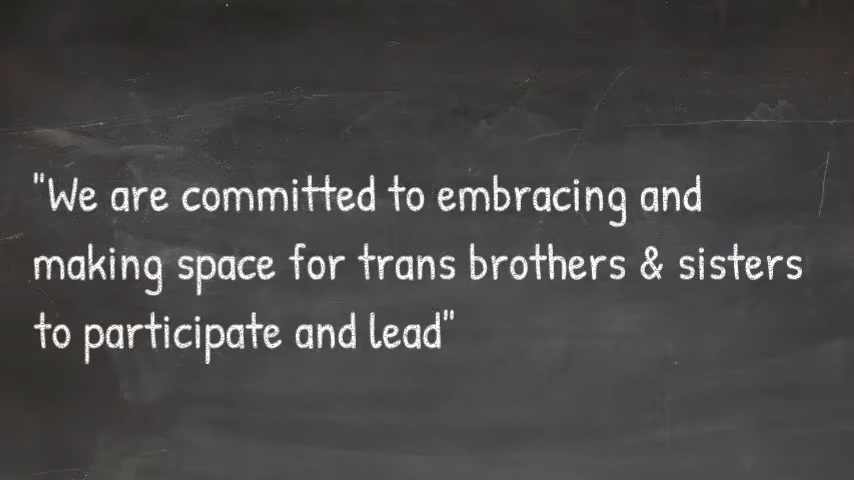 "We are committed to embracing and
making space for trans brothers & sisters
to participate and lead"